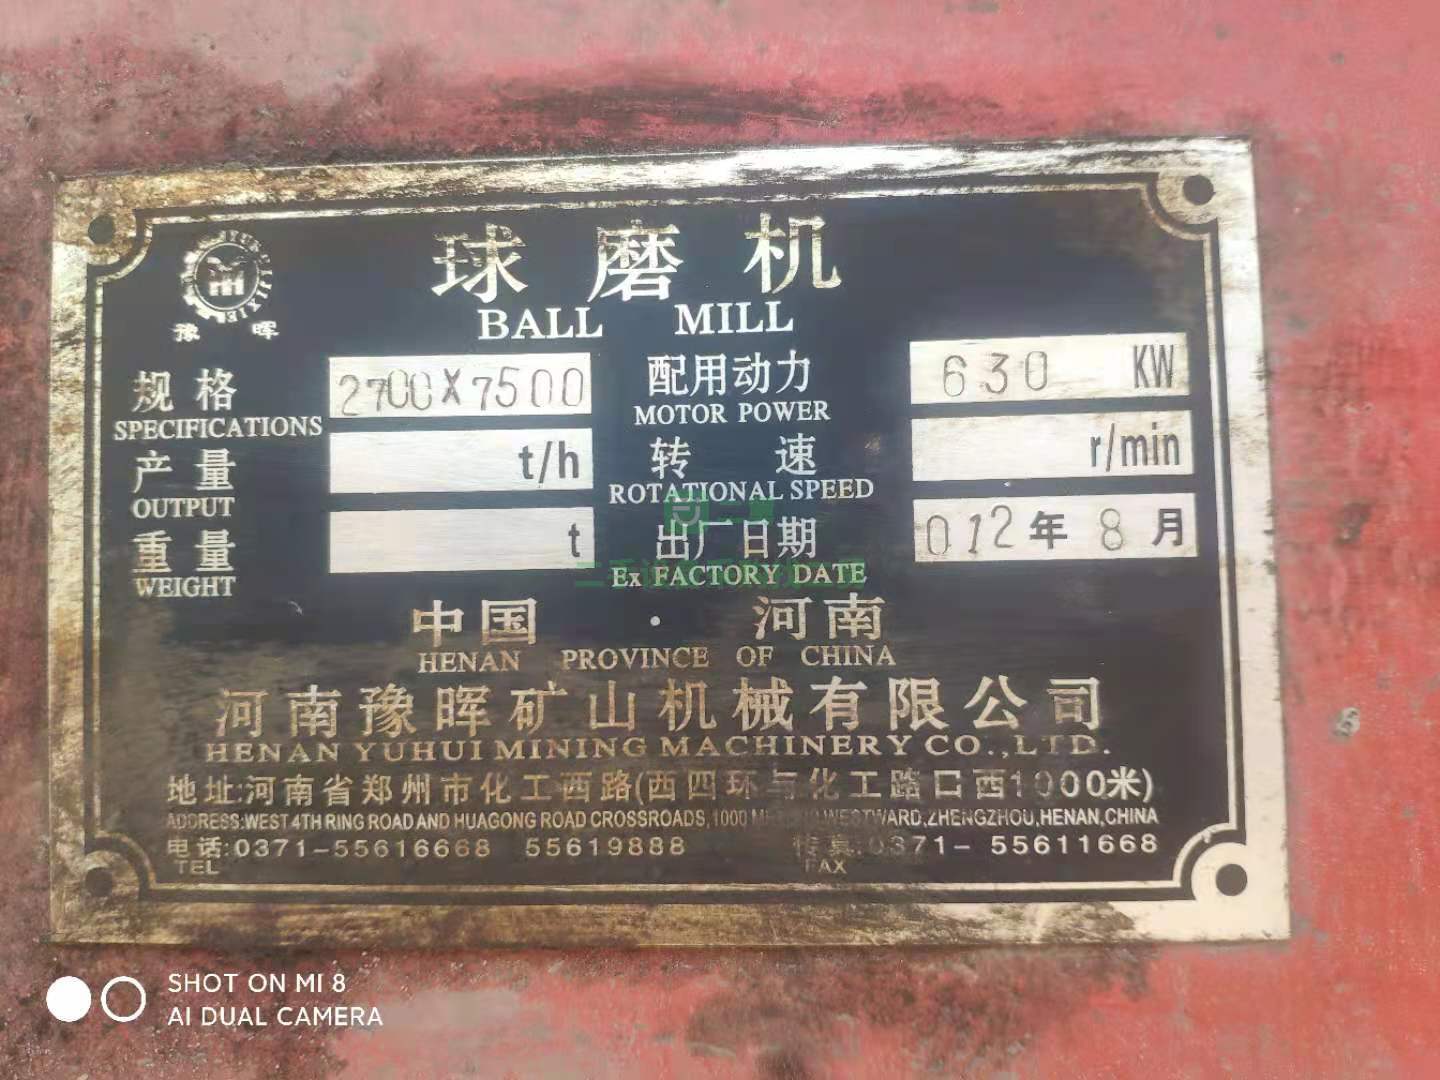 球磨机
BALL MILL
豫晖
规格 2700×7500 配用动力 630 KW
SPECIFICATIONS MOTOR POWER
产量 t/h 转速 r/min
OUTPUT ROTATIONAL SPEED
重量 t 出厂日期 012年8月
WEIGHT Ex FACTORY DATE
中国·河南
HENAN PROVINCE OF CHINA
河南豫晖矿山机械有限公司
HENAN YUHUI MINING MACHINERY CO.,LTD.
地址:河南省郑州市化工西路(西四环与化工路口西1000米)
ADDRESS:WEST 4TH RING ROAD AND HUAGONG ROAD CROSSROADS,1000 WESTWARD,ZHENGZHOU,HENAN,CHINA
电话:0371-55616668 55619888 传真:0371-55611668
TEL FAX
SHOT ON MI 8
AI DUAL CAMERA